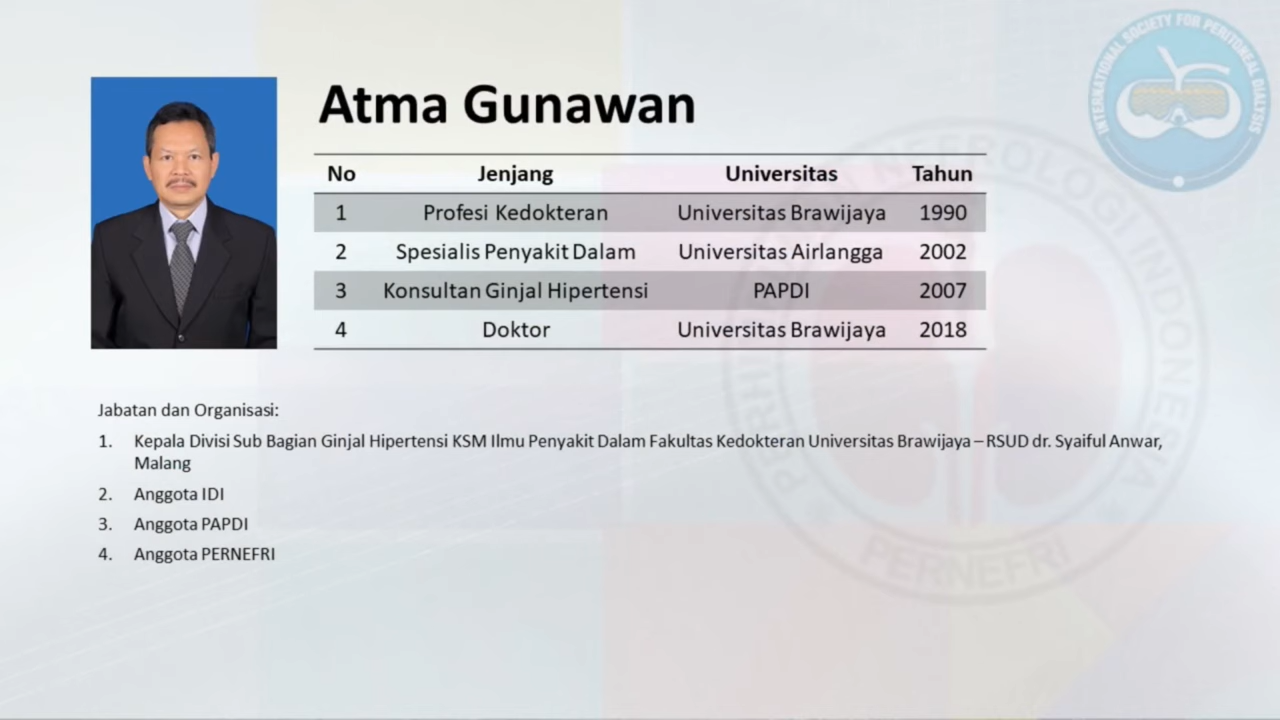 INTERNATIONAL SOCIETY FOR PERITONEAL DIALYSIS
Atma Gunawan
No Jenjang Universitas Tahun
1 Profesi Kedokteran Universitas Brawijaya 1990
2 Spesialis Penyakit Dalam Universitas Airlangga 2002
3 Konsultan Ginjal Hipertensi PAPDI 2007
4 Doktor Universitas Brawijaya 2018
Jabatan dan Organisasi:
1. Kepala Divisi Sub Bagian Ginjal Hipertensi KSM Ilmu Penyakit Dalam Fakultas Kedokteran Universitas Brawijaya – RSUD dr. Syaiful Anwar,
Malang
2. Anggota IDI
3. Anggota PAPDI
4. Anggota PERNEFRI
NEFROLOGI INDONESIA
PERNEFRI